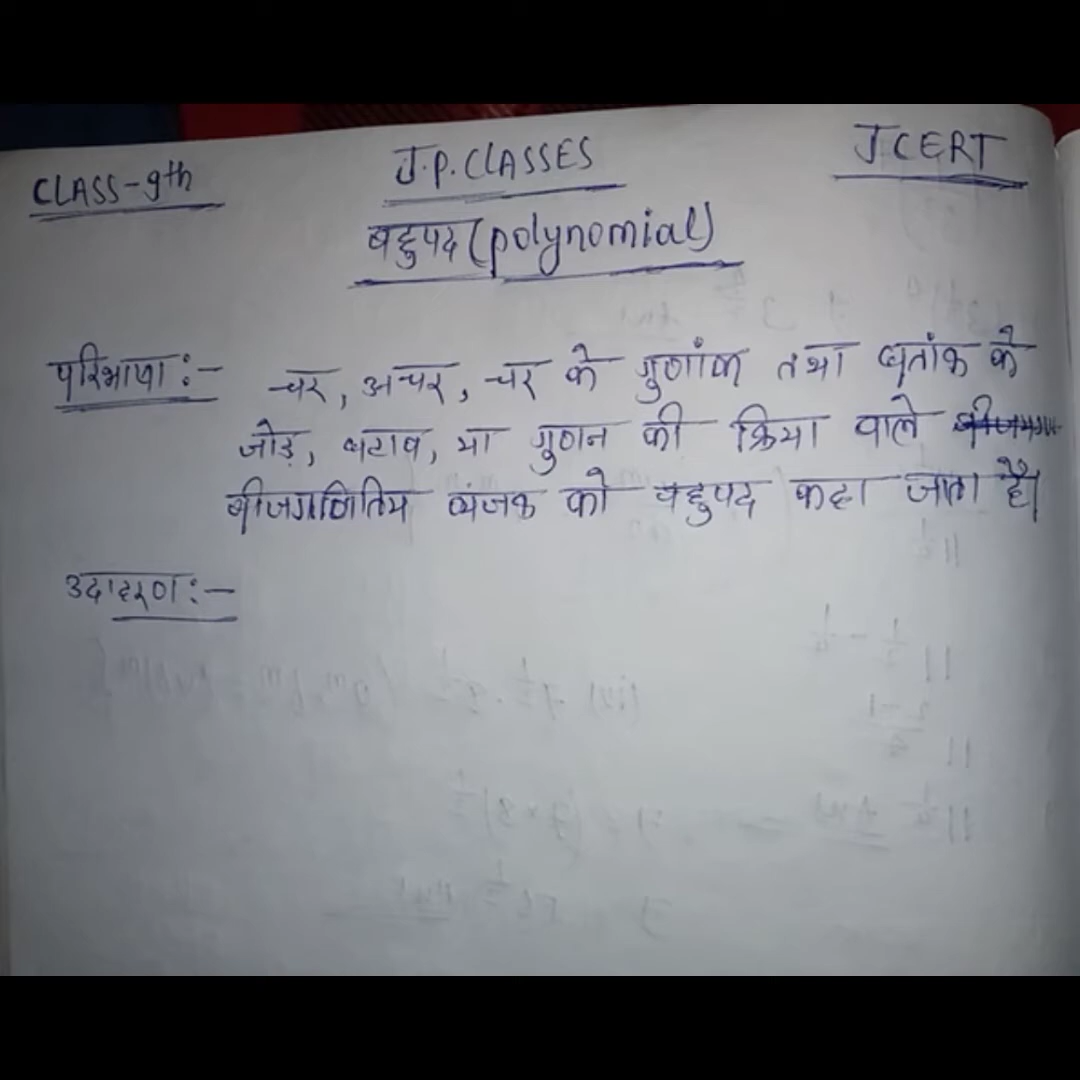 CLASS-9th
J.P.CLASSES
JCERT
बहुपद (polynomial)
परिभाषा :- चर, अचर, चर के गुणांक तथा घतांक के
जोड़, घटाव, या गुणन की क्रिया वाले
बीजगणितिय व्यंजक को बहुपद कहा जाता है।
उदाहरण :-